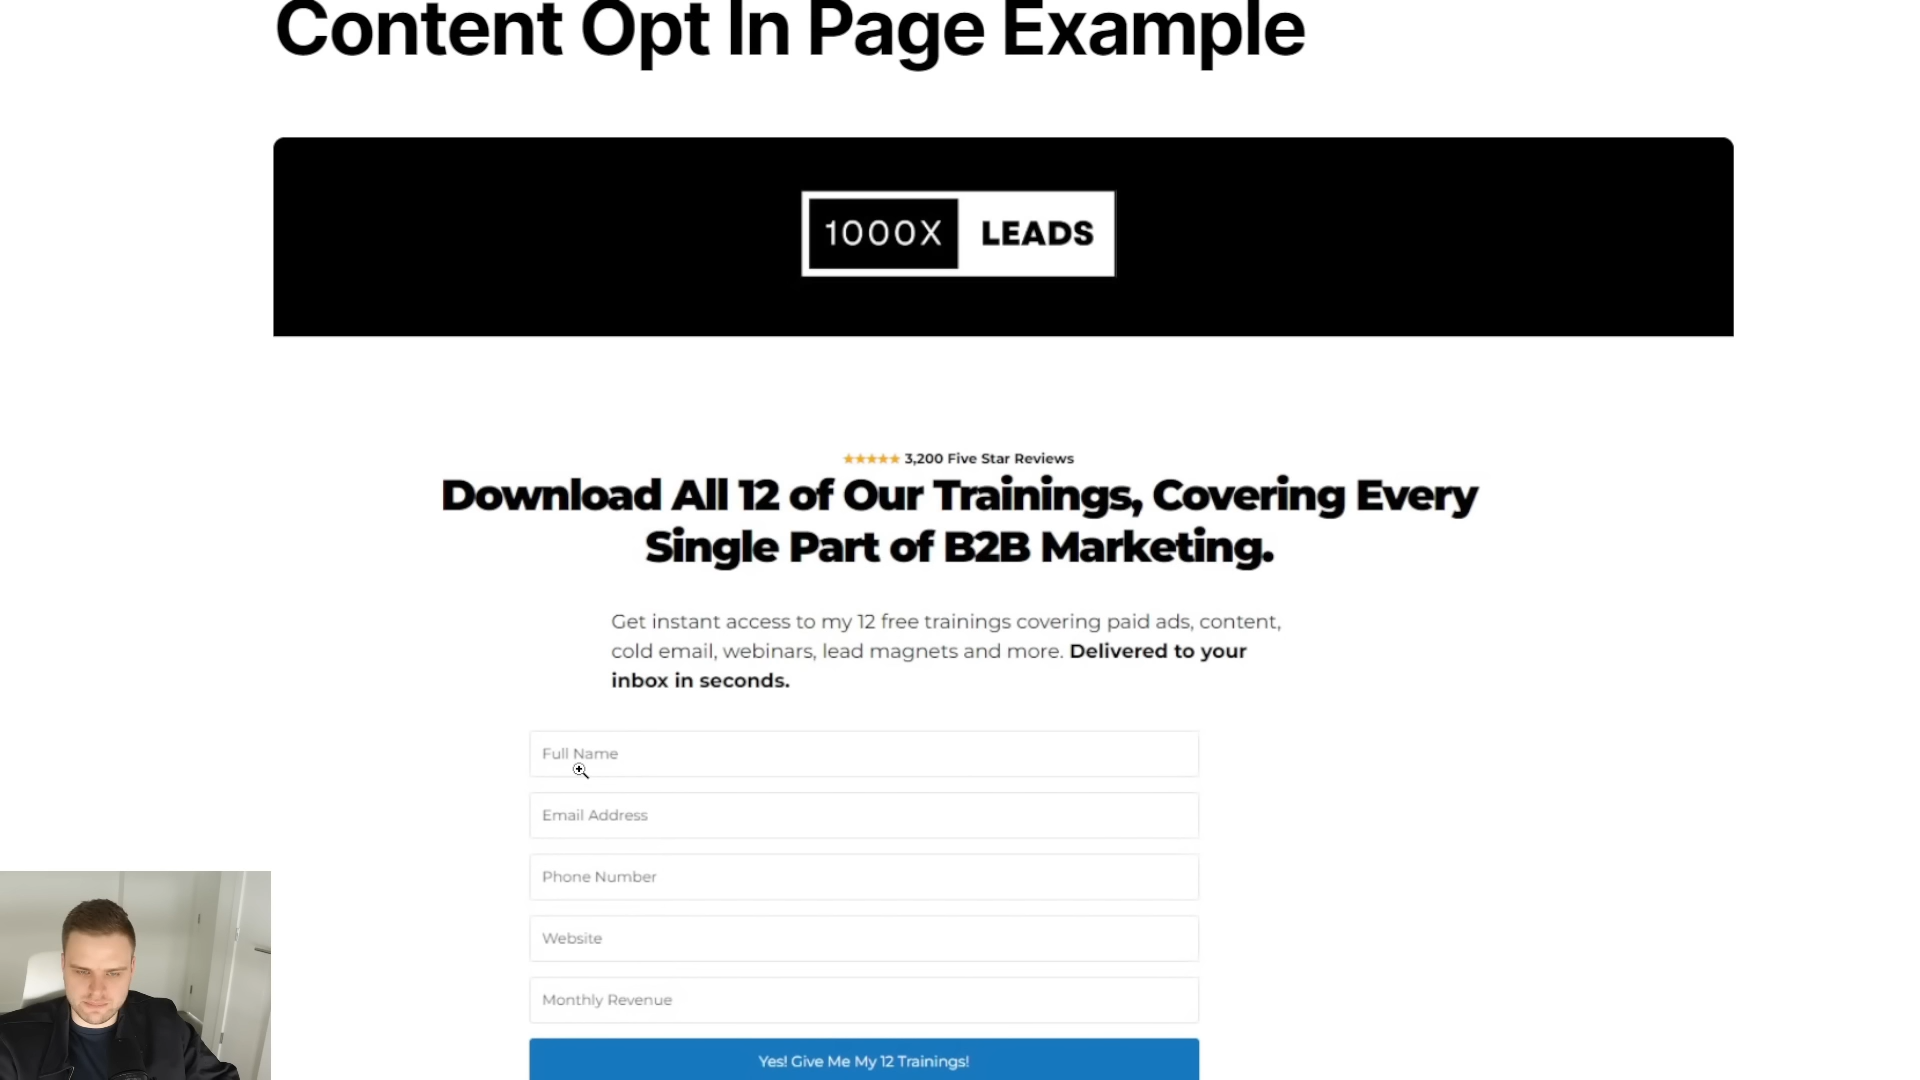 Content Opt In Page Example
1000X LEADS
★★★★★ 3,200 Five Star Reviews
Download All 12 of Our Trainings, Covering Every
Single Part of B2B Marketing.
Get instant access to my 12 free trainings covering paid ads, content,
cold email, webinars, lead magnets and more. Delivered to your
inbox in seconds.
Full Name
Email Address
Phone Number
Website
Monthly Revenue
Yes! Give Me My 12 Trainings!